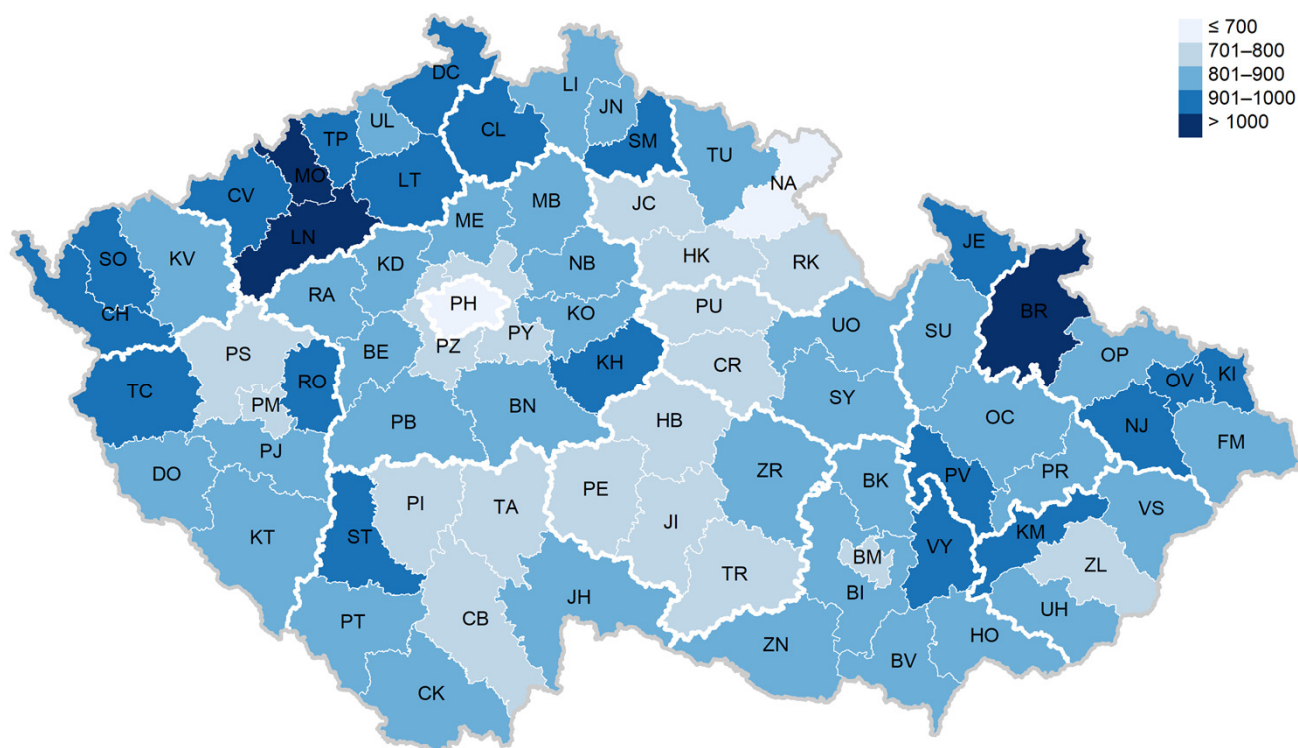 ≤ 700
701–800
801–900
901–1000
> 1000
DC
LI
JN
UL
TP
CL
SM
TU
MO
LT
NA
CV
MB
JC
ME
LN
SO
KV
KD
NB
HK
RK
JE
RA
PH
CH
KO
PU
UO
SU
BR
PS
BE
PZ
PY
KH
CR
OP
TC
RO
PM
OV
KI
PB
BN
SY
HB
OC
NJ
FM
PJ
DO
ZR
BK
PV
PR
PI
TA
PE
VS
KT
ST
JI
VY
KM
BM
ZL
TR
BI
JH
PT
CB
UH
HO
ZN
BV
CK